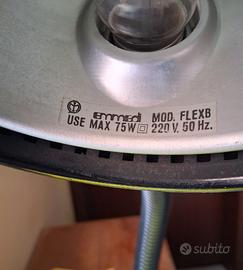 emmedi MOD. FLEXB
USE MAX 75W 220 V. 50 Hz.
subito